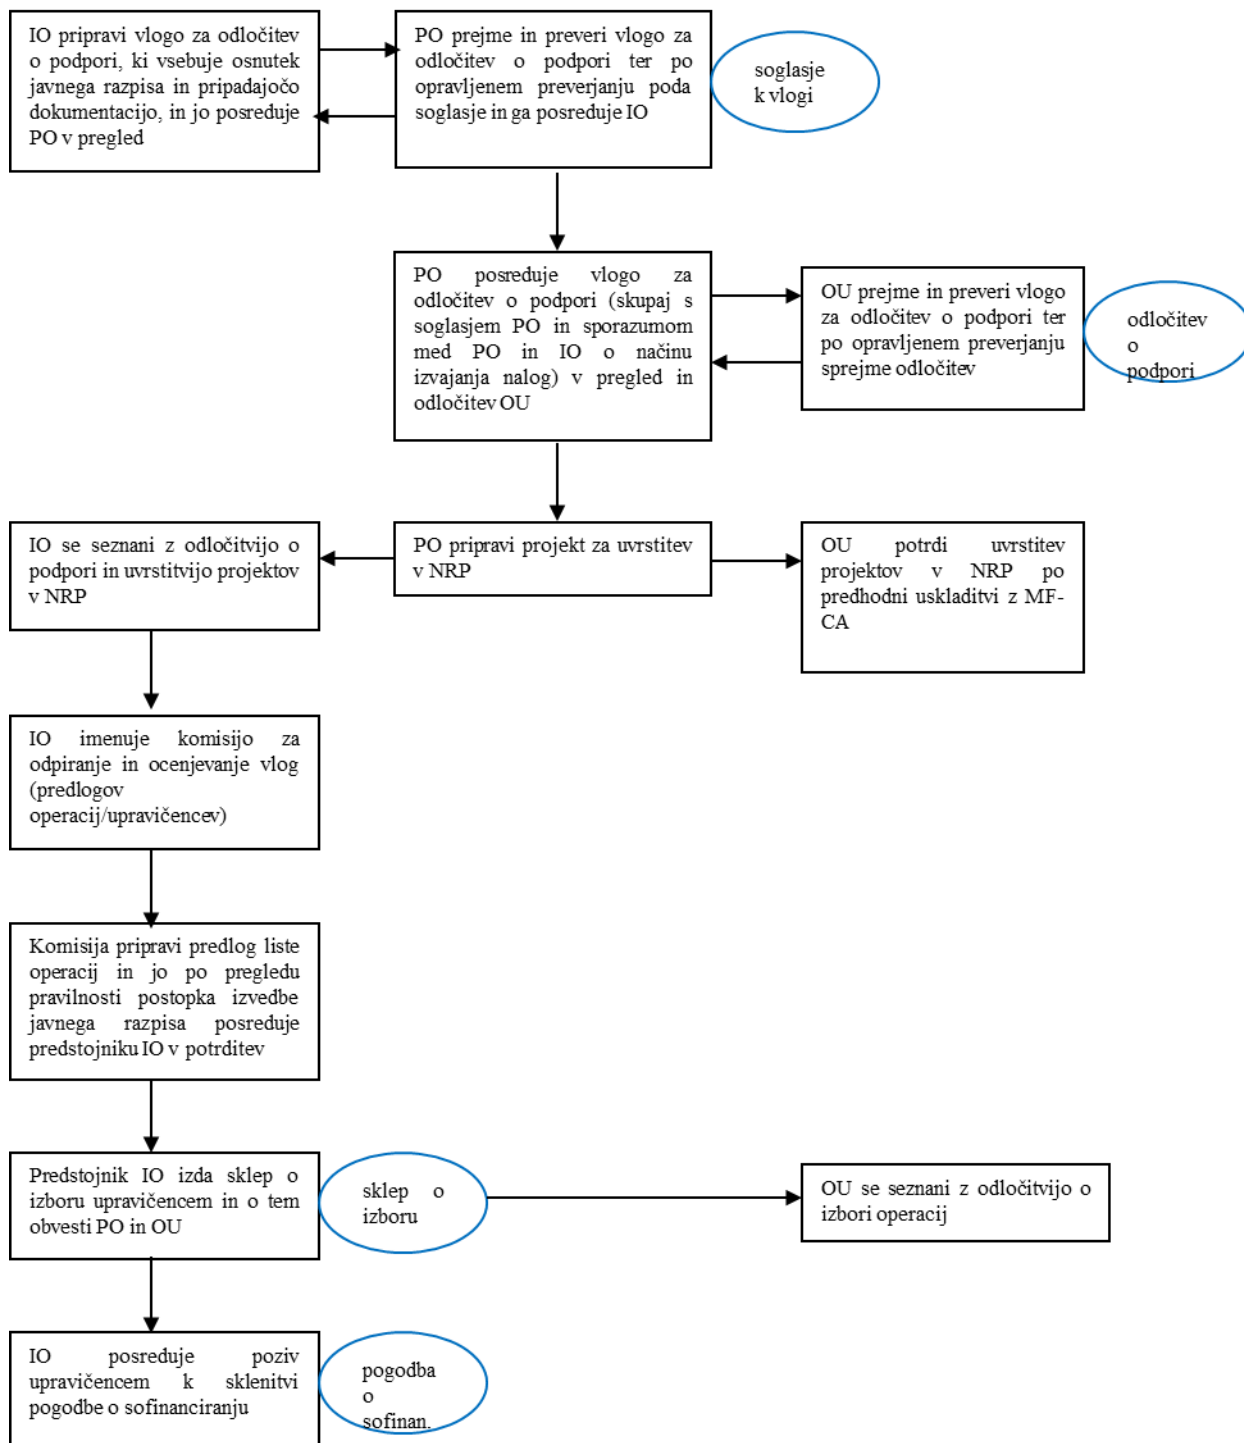 IO pripravi vlogo za odločitev
o podpori, ki vsebuje osnutek
javnega razpisa in pripadajočo
dokumentacijo, in jo posreduje
PO v pregled
PO prejme in preveri vlogo za
odločitev o podpori ter po
opravljenem preverjanju poda
soglasje in ga posreduje IO
soglasje
k vlogi
PO posreduje vlogo za
odločitev o podpori (skupaj s
soglasjem PO in sporazumom
med PO in IO o načinu
izvajanja nalog) v pregled in
odločitev OU
OU prejme in preveri vlogo
za odločitev o podpori ter
po opravljenem preverjanju
sprejme odločitev
odločitev
o
podpori
IO se seznani z odločitvijo o
podpori in uvrstitvijo projektov
v NRP
PO pripravi projekt za uvrstitev
v NRP
OU potrdi uvrstitev
projektov v NRP po
predhodni uskladitvi z MF-
CA
IO imenuje komisijo za
odpiranje in ocenjevanje vlog
(predlogov
operacij/upravičencev)
Komisija pripravi predlog liste
operacij in jo po pregledu
pravilnosti postopka izvedbe
javnega razpisa posreduje
predstojniku IO v potrditev
Predstojnik IO izda sklep o
izboru upravičencem in o tem
obvesti PO in OU
sklep o
izboru
OU se seznani z odločitvijo o
izbori operacij
IO posreduje poziv
upravičencem k sklenitvi
pogodbe o sofinanciranju
pogodba
o
sofinan.